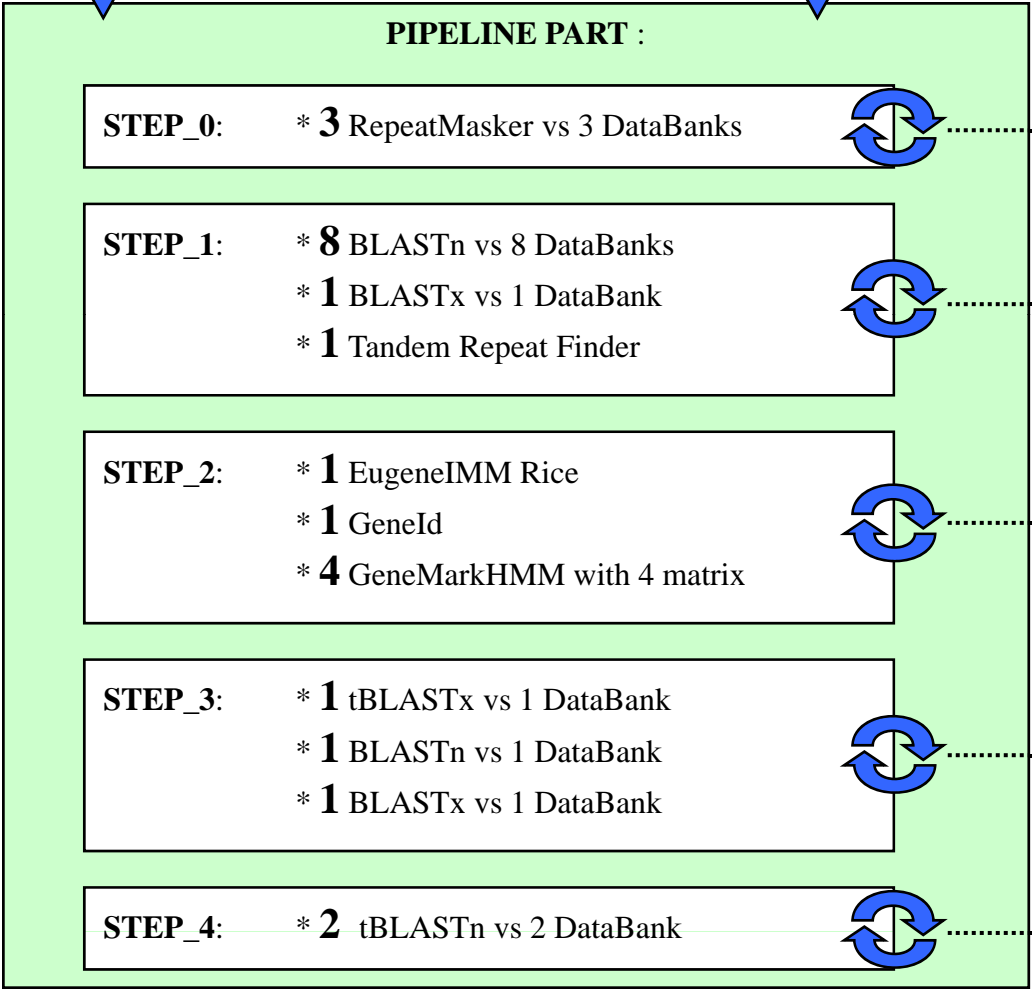 PIPELINE PART :
STEP_0: * 3 RepeatMasker vs 3 DataBanks
STEP_1: * 8 BLASTn vs 8 DataBanks
* 1 BLASTx vs 1 DataBank
* 1 Tandem Repeat Finder
STEP_2: * 1 EugeneIMM Rice
* 1 GeneId
* 4 GeneMarkHMM with 4 matrix
STEP_3: * 1 tBLASTx vs 1 DataBank
* 1 BLASTn vs 1 DataBank
* 1 BLASTx vs 1 DataBank
STEP_4: * 2 tBLASTn vs 2 DataBank